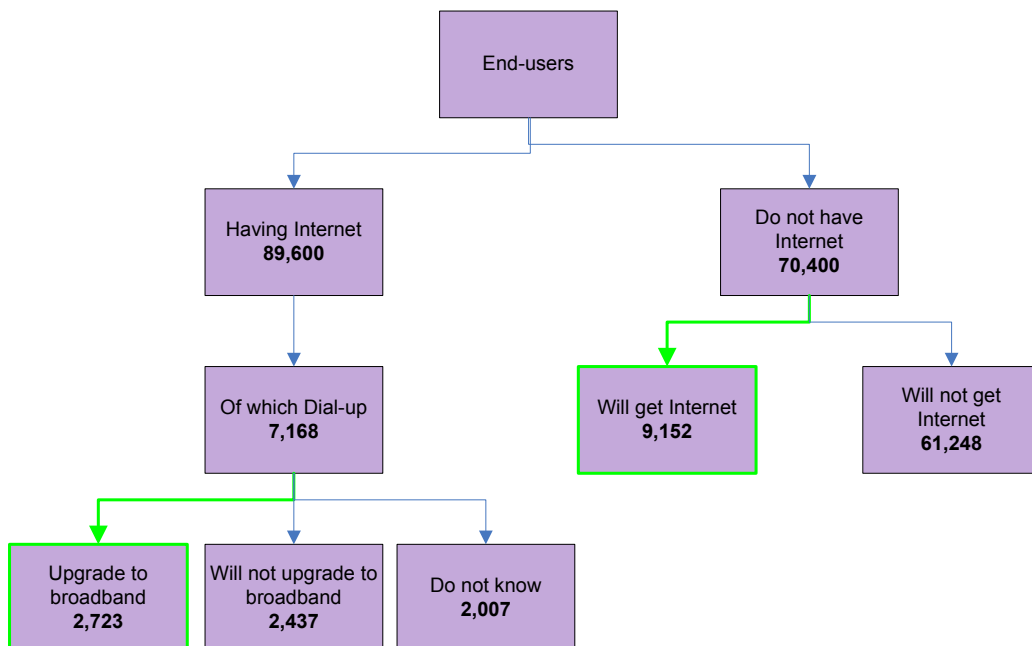 End-users
Having Internet
89,600
Do not have
Internet
70,400
Of which Dial-up
7,168
Will get Internet
9,152
Will not get
Internet
61,248
Upgrade to
broadband
2,723
Will not upgrade to
broadband
2,437
Do not know
2,007